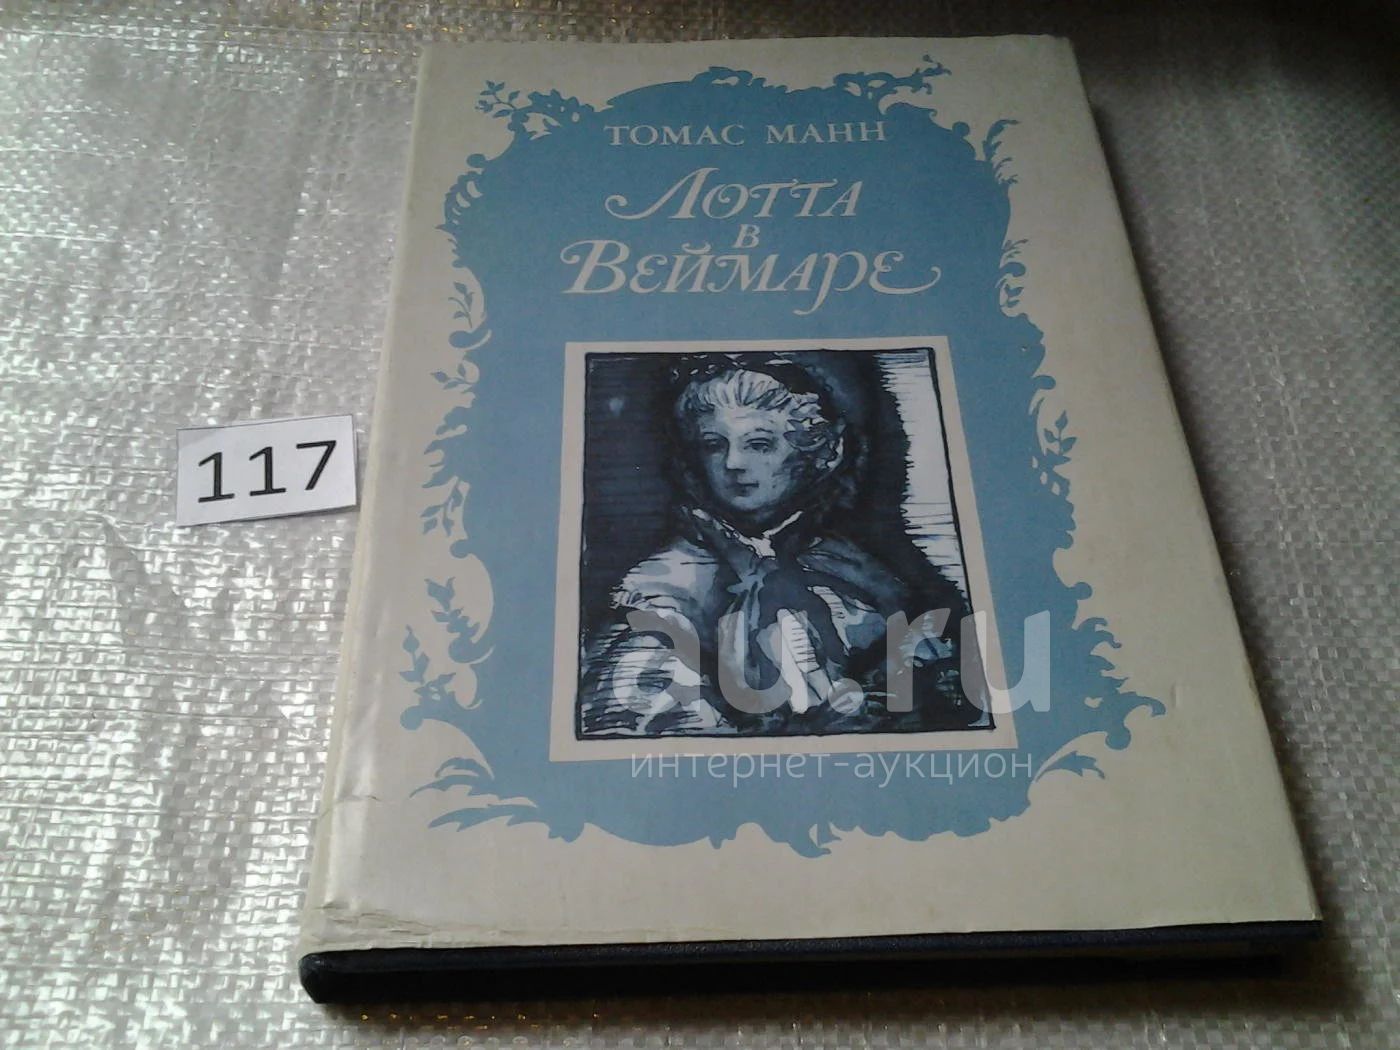 ТОМАС МАНН
ЛОТТА
В
ВЕЙМАРЕ
117
au.ru
интернет-аукцион